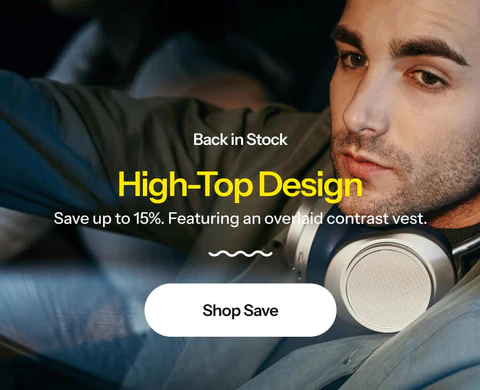 Back in Stock
High-Top Design
Save up to 15%. Featuring an overlaid contrast vest.
Shop Save